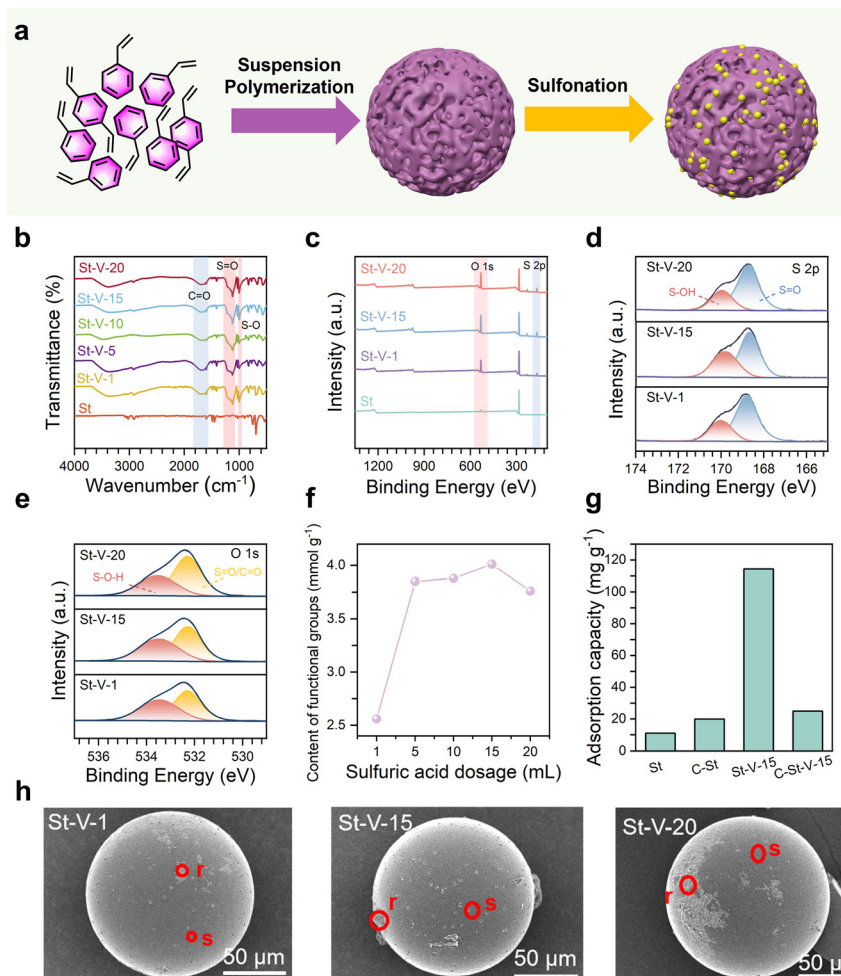 a
Suspension
Polymerization
Sulfonation
b
St-V-20
S=O
St-V-15
C=O
St-V-10
S-O
St-V-5
St-V-1
St
Transmittance (%)
4000 3000 2000 1000
Wavenumber (cm⁻¹)
c
St-V-20
O 1s
S 2p
St-V-15
St-V-1
St
Intensity (a.u.)
1200 900 600 300
Binding Energy (eV)
d
St-V-20
S 2p
S-OH
S=O
St-V-15
St-V-1
Intensity (a.u.)
174 172 170 168 166
Binding Energy (eV)
e
St-V-20
O 1s
S-O-H
S=O/C=O
St-V-15
St-V-1
Intensity (a.u.)
536 534 532 530
Binding Energy (eV)
f
Content of functional groups (mmol g⁻¹)
4.0
3.5
3.0
2.5
1 5 10 15 20
Sulfuric acid dosage (mL)
g
Adsorption capacity (mg g⁻¹)
120
100
80
60
40
20
0
St C-St St-V-15 C-St-V-15
h
St-V-1
r
s
50 μm
St-V-15
r
s
50 μm
St-V-20
s
r
50 μm